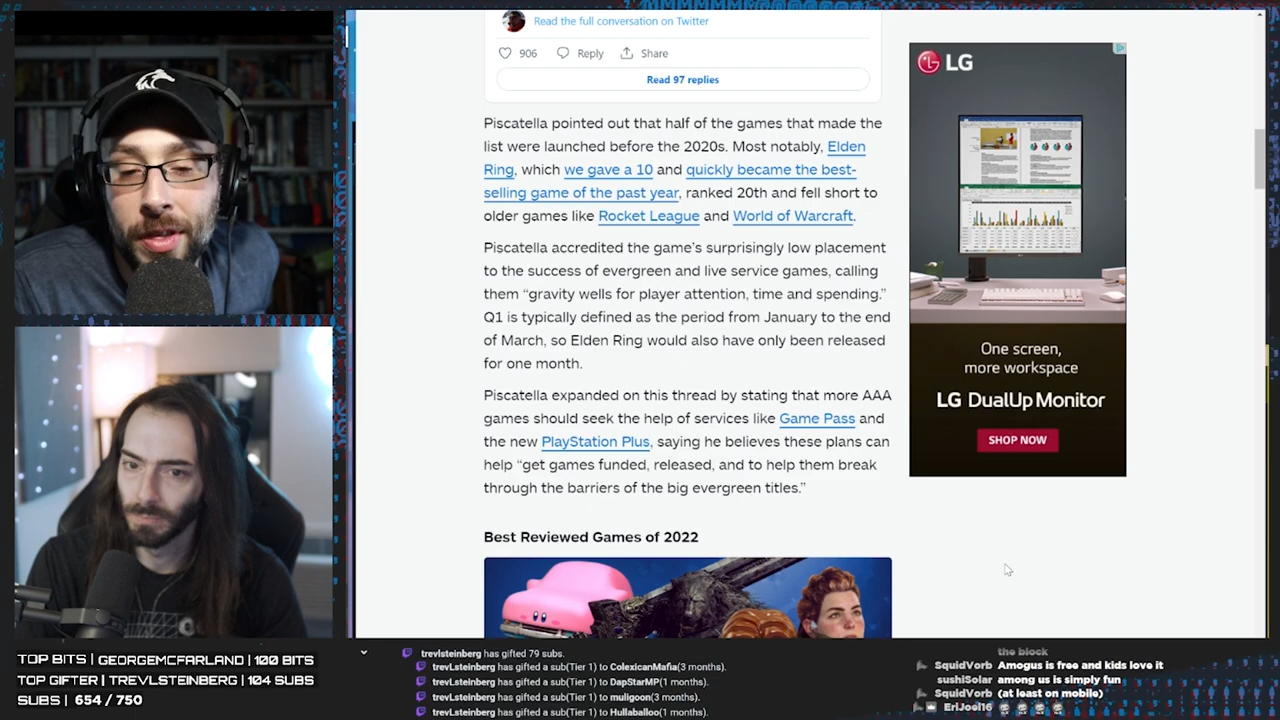 Read the full conversation on Twitter
906 Reply Share
Read 97 replies
Piscatella pointed out that half of the games that made the
list were launched before the 2020s. Most notably, Elden
Ring, which we gave a 10 and quickly became the best-
selling game of the past year, ranked 20th and fell short to
older games like Rocket League and World of Warcraft.
Piscatella accredited the game's surprisingly low placement
to the success of evergreen and live service games, calling
them “gravity wells for player attention, time and spending.”
Q1 is typically defined as the period from January to the end
of March, so Elden Ring would also have only been released
for one month.
Piscatella expanded on this thread by stating that more AAA
games should seek the help of services like Game Pass and
the new PlayStation Plus, saying he believes these plans can
help “get games funded, released, and to help them break
through the barriers of the big evergreen titles.”
Best Reviewed Games of 2022
LG
One screen,
more workspace
LG DualUp Monitor
SHOP NOW
TOP BITS | GEORGEMCFARLAND | 100 BITS
TOP GIFTER | TREVLSTEINBERG | 104 SUBS
SUBS | 654 / 750
trevlsteinberg has gifted 79 subs.
trevLsteinberg has gifted a sub(Tier 1) to ColexicanMafia(3 months).
trevLsteinberg has gifted a sub(Tier 1) to DapStarMP(1 months).
trevLsteinberg has gifted a sub(Tier 1) to muligoon(3 months).
trevLsteinberg has gifted a sub(Tier 1) to Hullaballoo(1 months).
the block
SquidVorb Amogus is free and kids love it
sushiSolar among us is simply fun
SquidVorb (at least on mobile)
EriJoel16